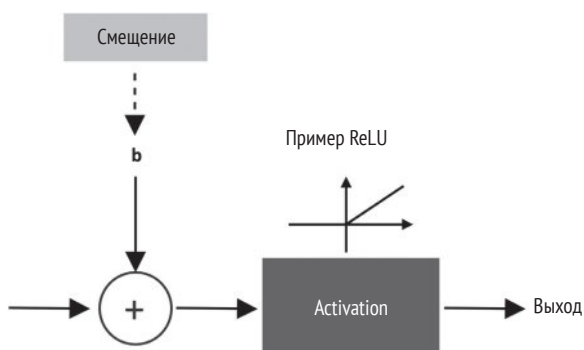 Смещение
b
Пример ReLU
+
Activation
Выход